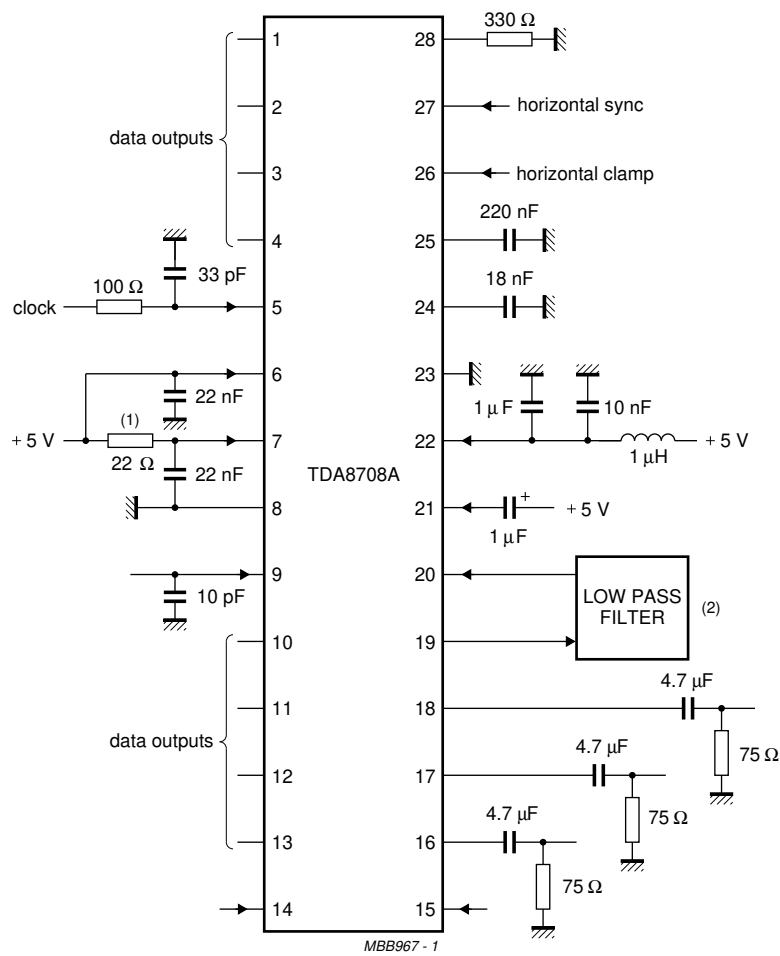 330 Ω
1
28
2
27
horizontal sync
data outputs
3
26
horizontal clamp
220 nF
4
25
33 pF
18 nF
100 Ω
clock
5
24
6
23
22 nF
1 μF
10 nF
(1)
+ 5 V
7
22
+ 5 V
22 Ω
1 μH
22 nF
TDA8708A
8
21
+
+ 5 V
1 μF
9
20
10 pF
LOW PASS
FILTER
(2)
10
19
4.7 μF
11
18
data outputs
4.7 μF
75 Ω
12
17
4.7 μF
75 Ω
13
16
75 Ω
14
15
MBB967 - 1